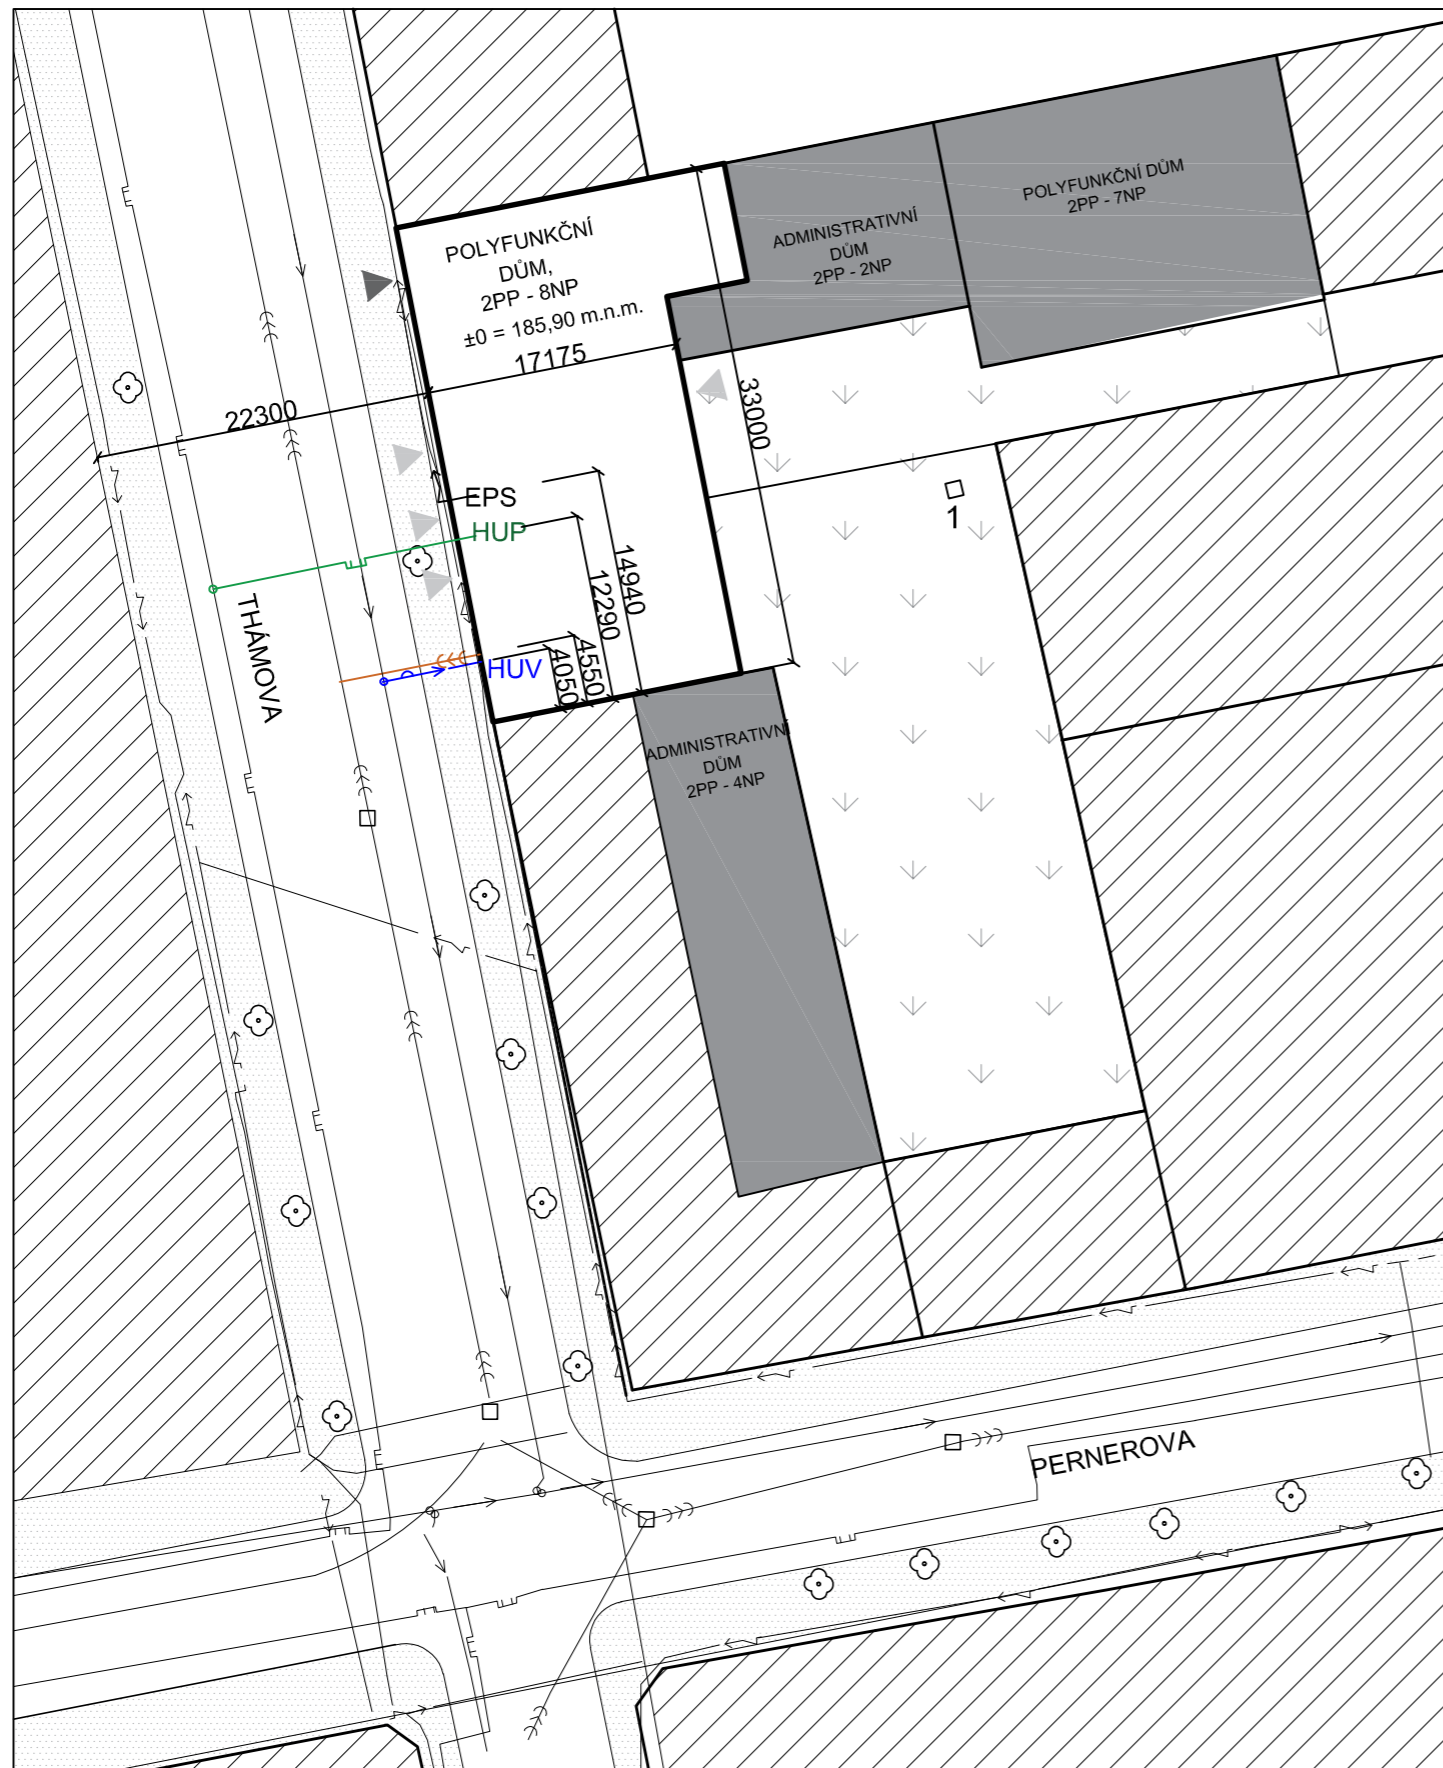 POLYFUNKČNÍ DŮM
2PP - 7NP
ADMINISTRATIVNÍ
DŮM
2PP - 2NP
POLYFUNKČNÍ
DŮM,
2PP - 8NP
±0 = 185,90 m.n.m.
17175
22300
33000
EPS
HUP
1
14940
12290
THÁMOVA
4550
4050
HUV
ADMINISTRATIVNÍ
DŮM
2PP - 4NP
PERNEROVA